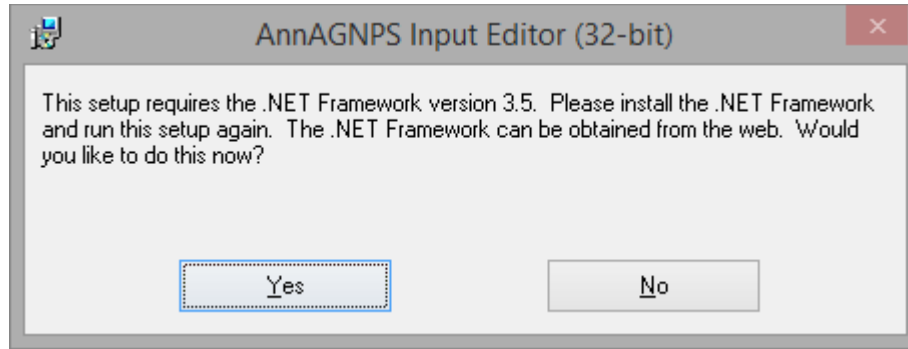 AnnAGNPS Input Editor (32-bit)
This setup requires the .NET Framework version 3.5.  Please install the .NET Framework
and run this setup again.  The .NET Framework can be obtained from the web.  Would
you like to do this now?
Yes
No